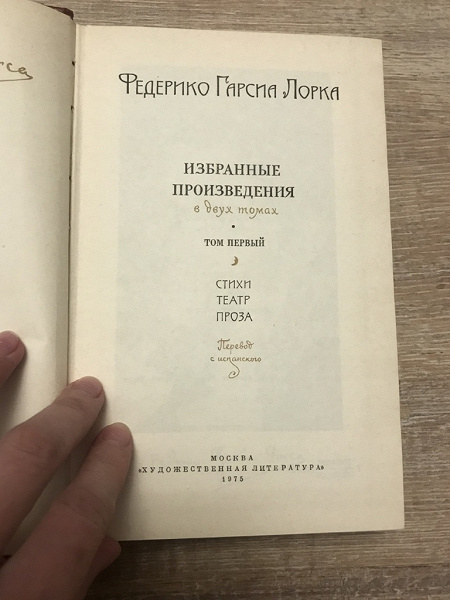 Федерико Гарсиа Лорка
ИЗБРАННЫЕ
ПРОИЗВЕДЕНИЯ
в двух томах
ТОМ ПЕРВЫЙ
СТИХИ
ТЕАТР
ПРОЗА
Перевод
с испанского
МОСКВА
«ХУДОЖЕСТВЕННАЯ ЛИТЕРАТУРА»
1975